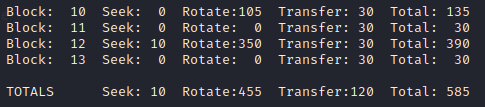 Block:  10  Seek:  0  Rotate:105  Transfer: 30  Total: 135
Block:  11  Seek:  0  Rotate:  0  Transfer: 30  Total:  30
Block:  12  Seek: 10  Rotate:350  Transfer: 30  Total: 390
Block:  13  Seek:  0  Rotate:  0  Transfer: 30  Total:  30
TOTALS      Seek: 10  Rotate:455  Transfer:120  Total: 585